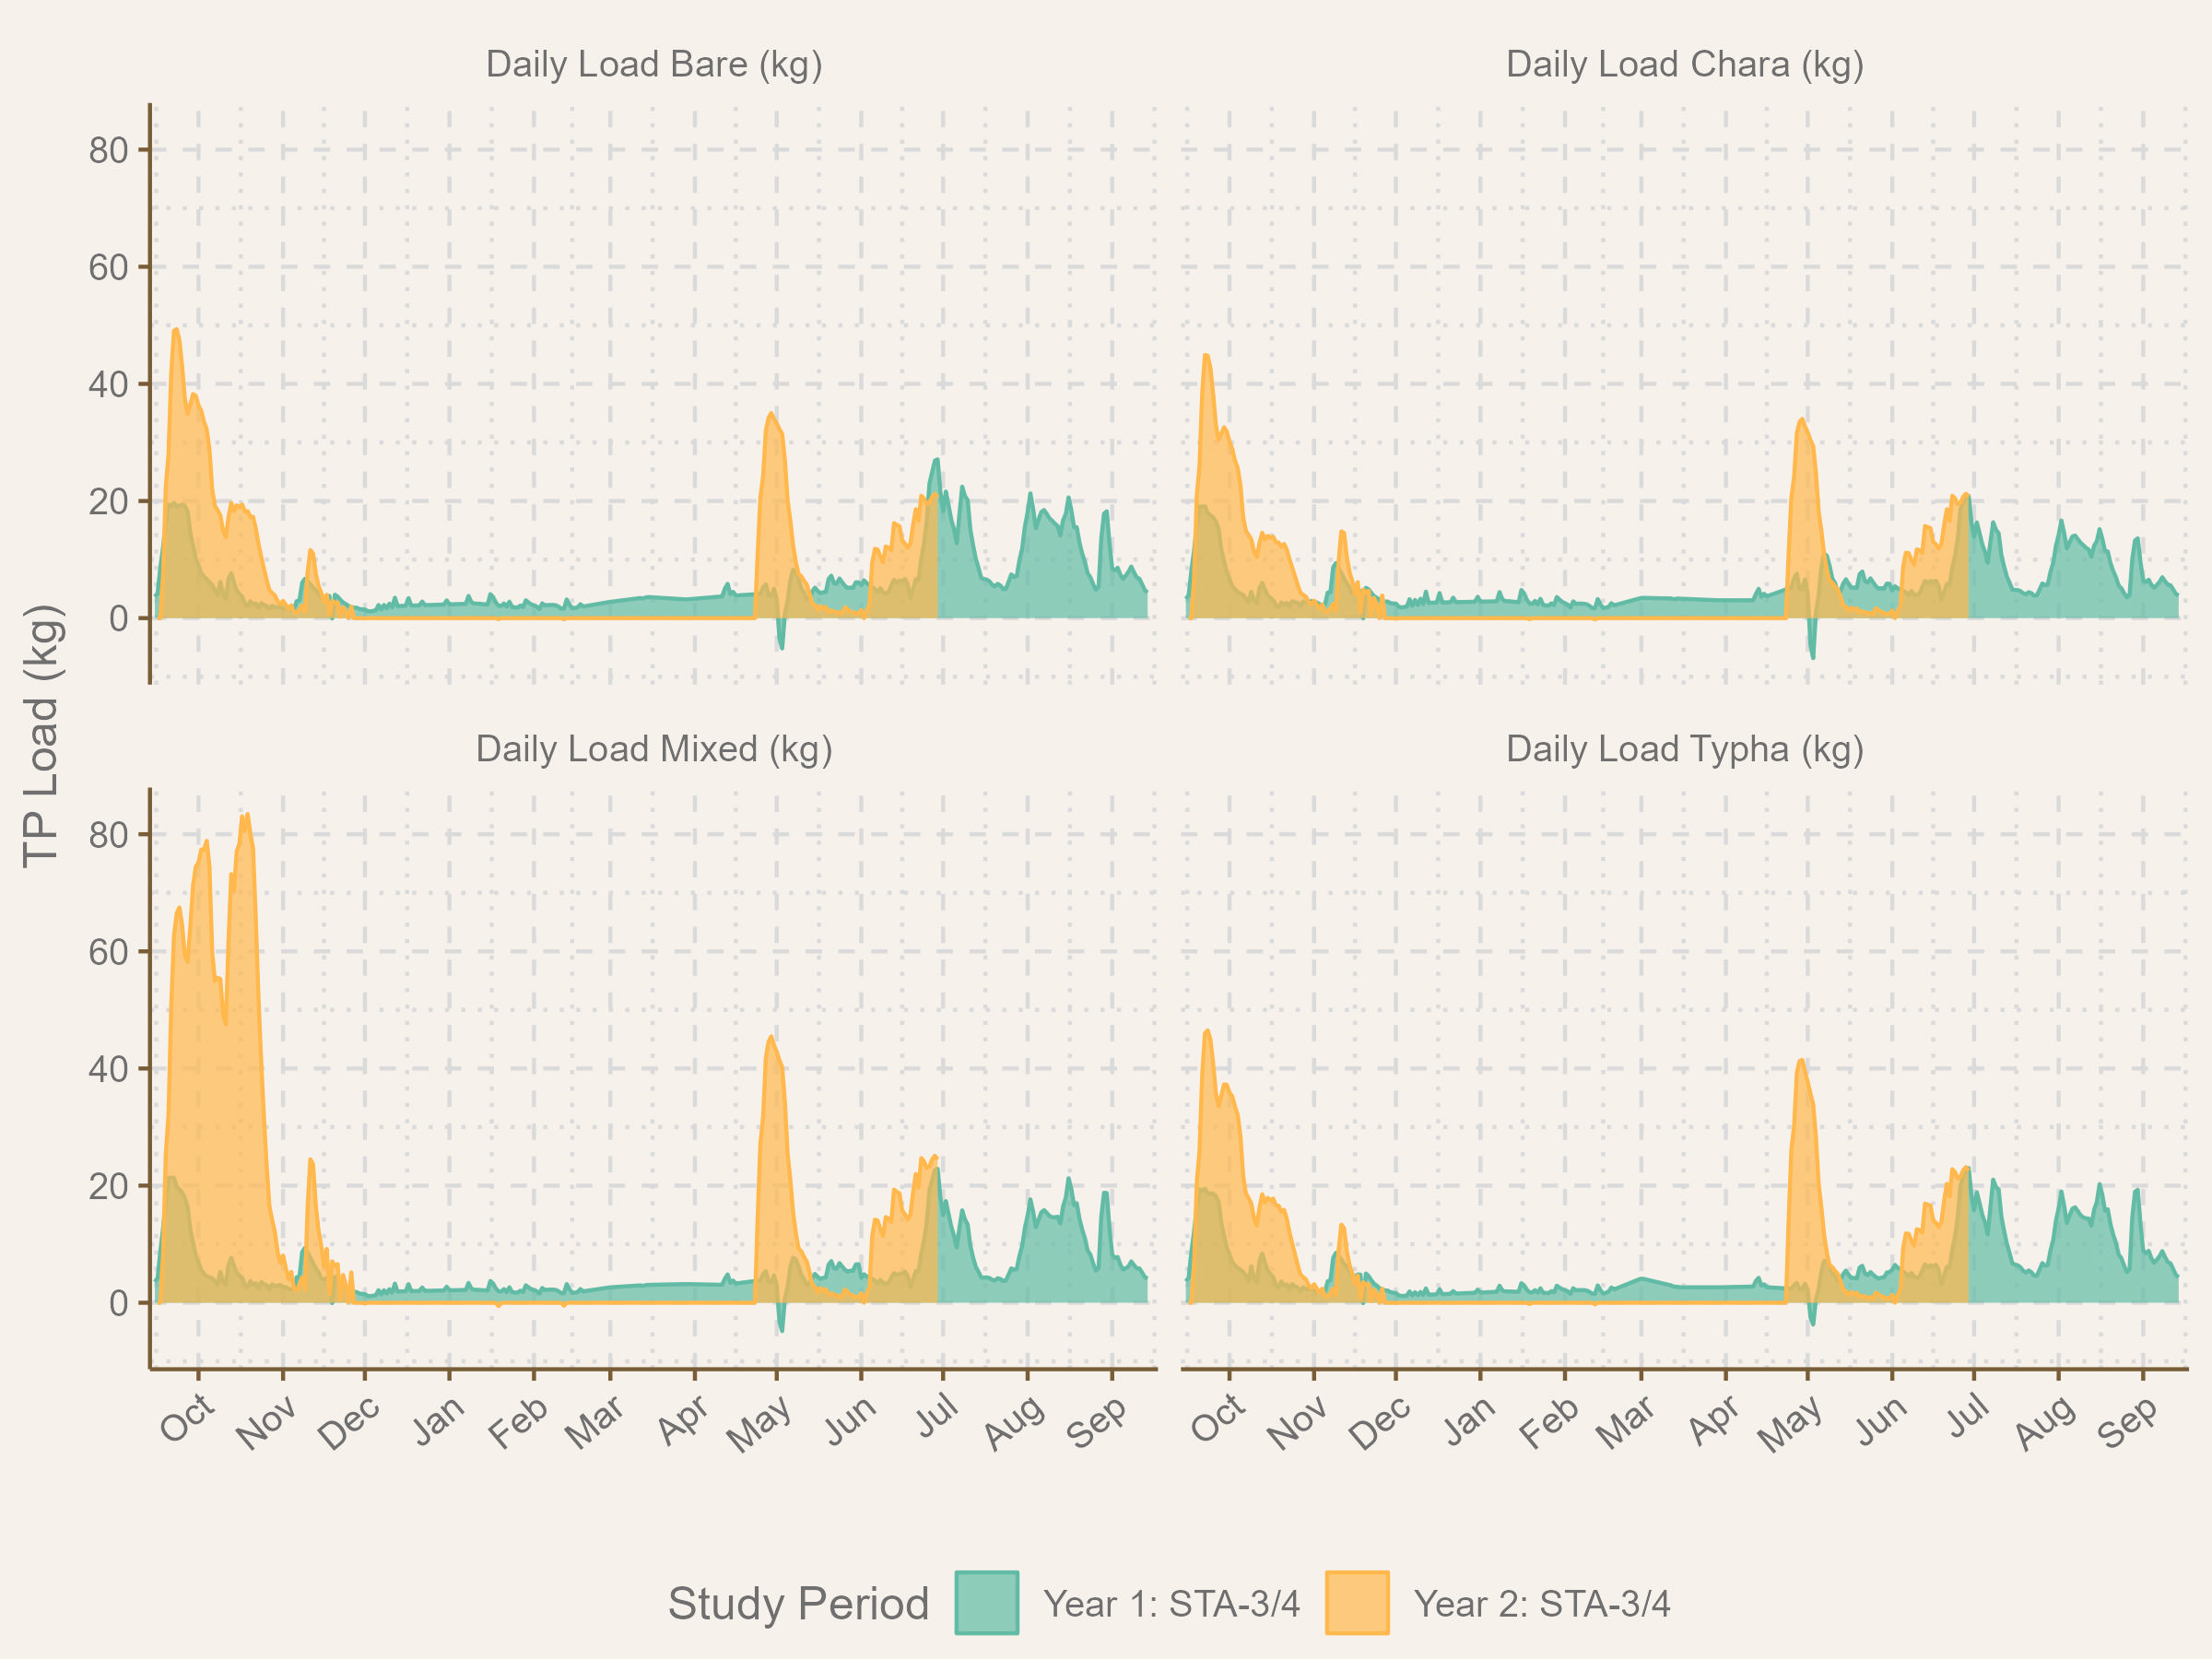 Daily Load Bare (kg)
Daily Load Chara (kg)
80
60
40
20
0
TP Load (kg)
Daily Load Mixed (kg)
Daily Load Typha (kg)
80
60
40
20
0
Oct Nov Dec Jan Feb Mar Apr May Jun Jul Aug Sep
Oct Nov Dec Jan Feb Mar Apr May Jun Jul Aug Sep
Study Period Year 1: STA-3/4 Year 2: STA-3/4